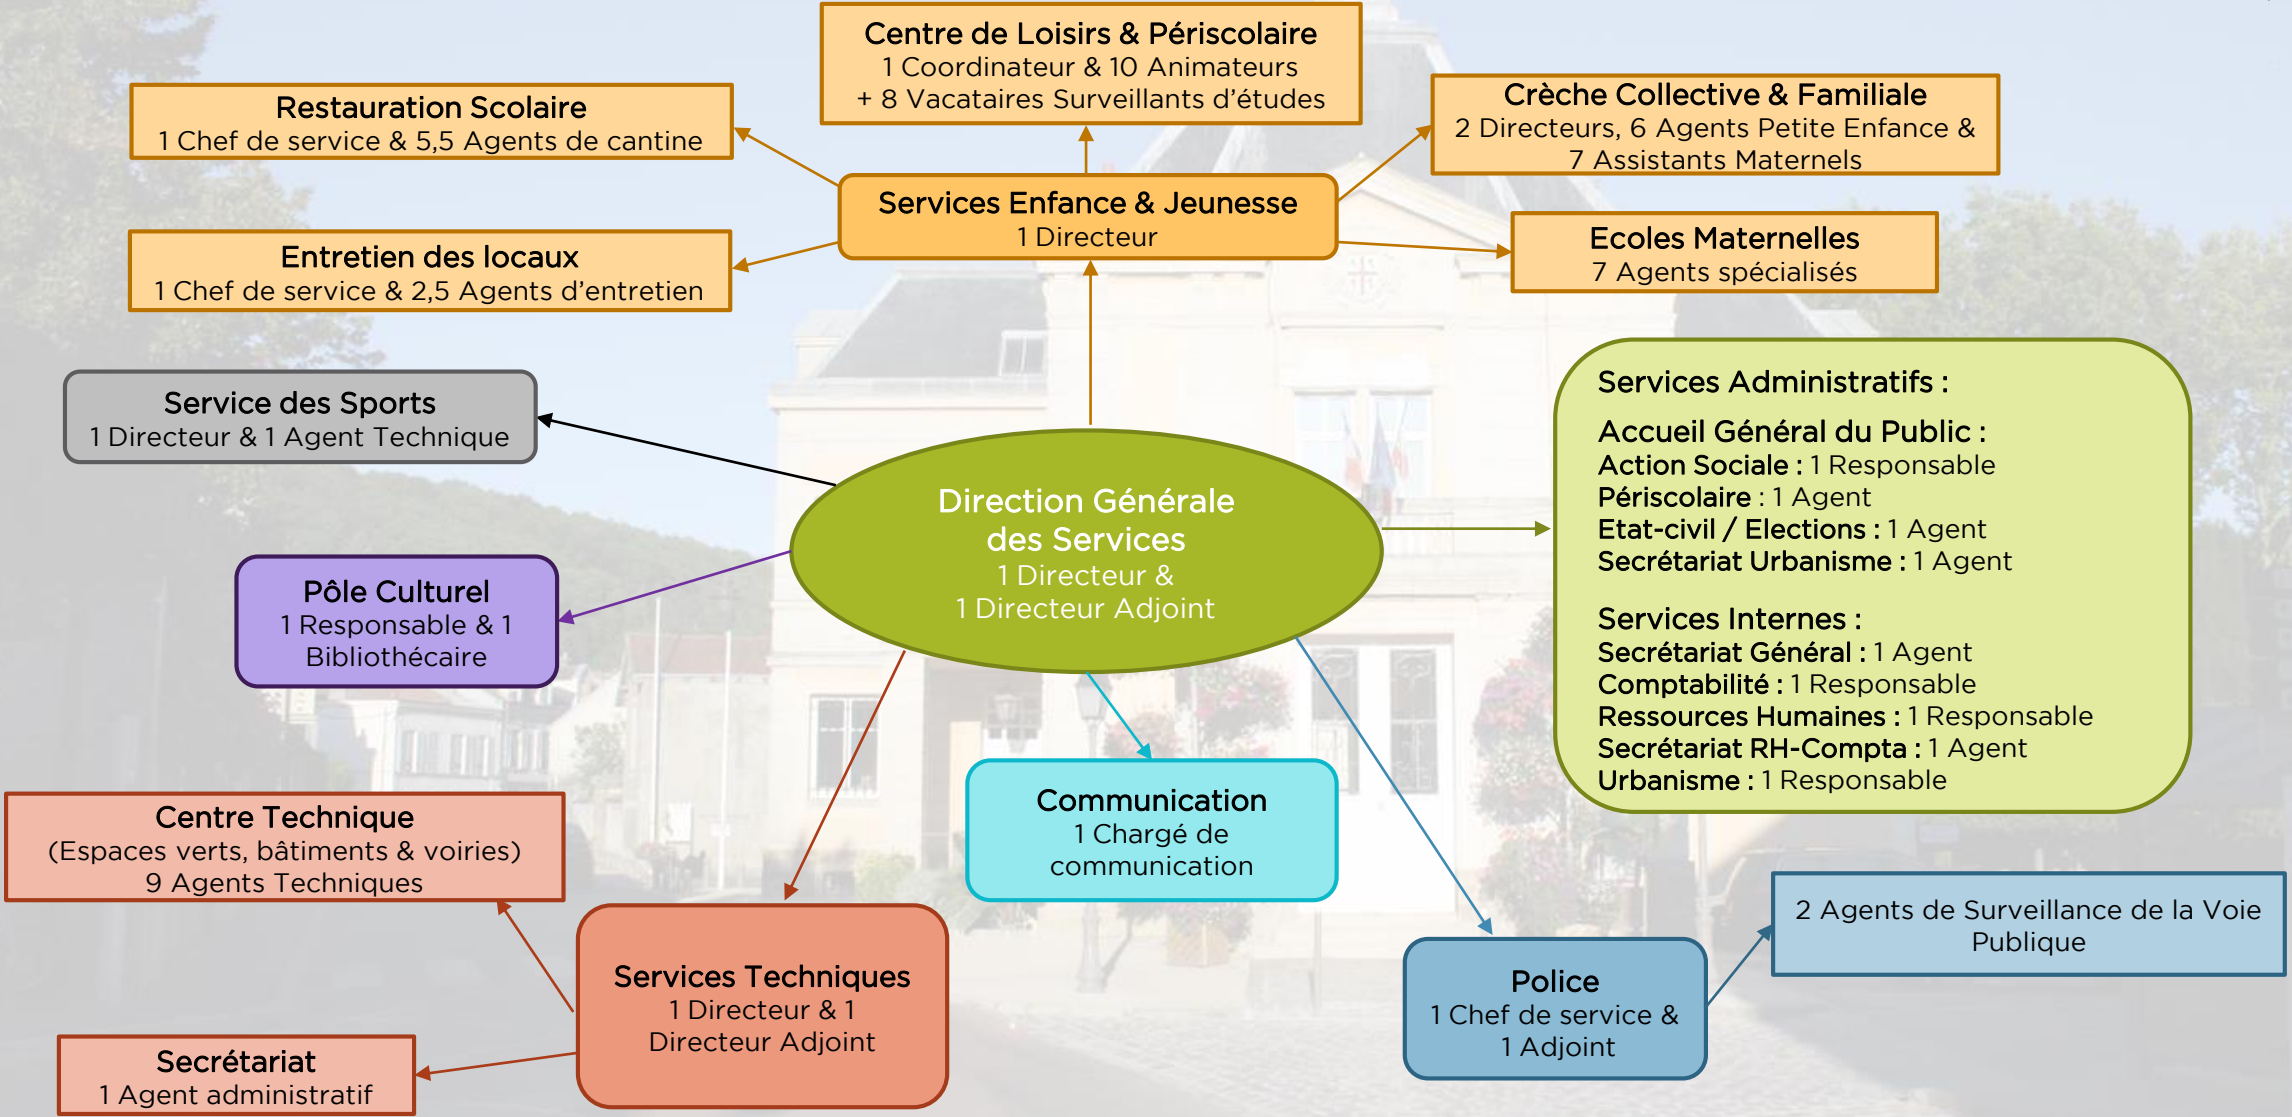 Centre de Loisirs & Périscolaire
1 Coordinateur & 10 Animateurs
+ 8 Vacataires Surveillants d'études
Restauration Scolaire
1 Chef de service & 5,5 Agents de cantine
Crèche Collective & Familiale
2 Directeurs, 6 Agents Petite Enfance &
7 Assistants Maternels
Services Enfance & Jeunesse
1 Directeur
Entretien des locaux
1 Chef de service & 2,5 Agents d'entretien
Ecoles Maternelles
7 Agents spécialisés
Service des Sports
1 Directeur & 1 Agent Technique
Direction Générale
des Services
1 Directeur &
1 Directeur Adjoint
Services Administratifs :
Accueil Général du Public :
Action Sociale : 1 Responsable
Périscolaire : 1 Agent
Etat-civil / Elections : 1 Agent
Secrétariat Urbanisme : 1 Agent
Services Internes :
Secrétariat Général : 1 Agent
Comptabilité : 1 Responsable
Ressources Humaines : 1 Responsable
Secrétariat RH-Compta : 1 Agent
Urbanisme : 1 Responsable
Pôle Culturel
1 Responsable & 1
Bibliothécaire
Centre Technique
(Espaces verts, bâtiments & voiries)
9 Agents Techniques
Communication
1 Chargé de
communication
Services Techniques
1 Directeur & 1
Directeur Adjoint
Secrétariat
1 Agent administratif
Police
1 Chef de service &
1 Adjoint
2 Agents de Surveillance de la Voie
Publique